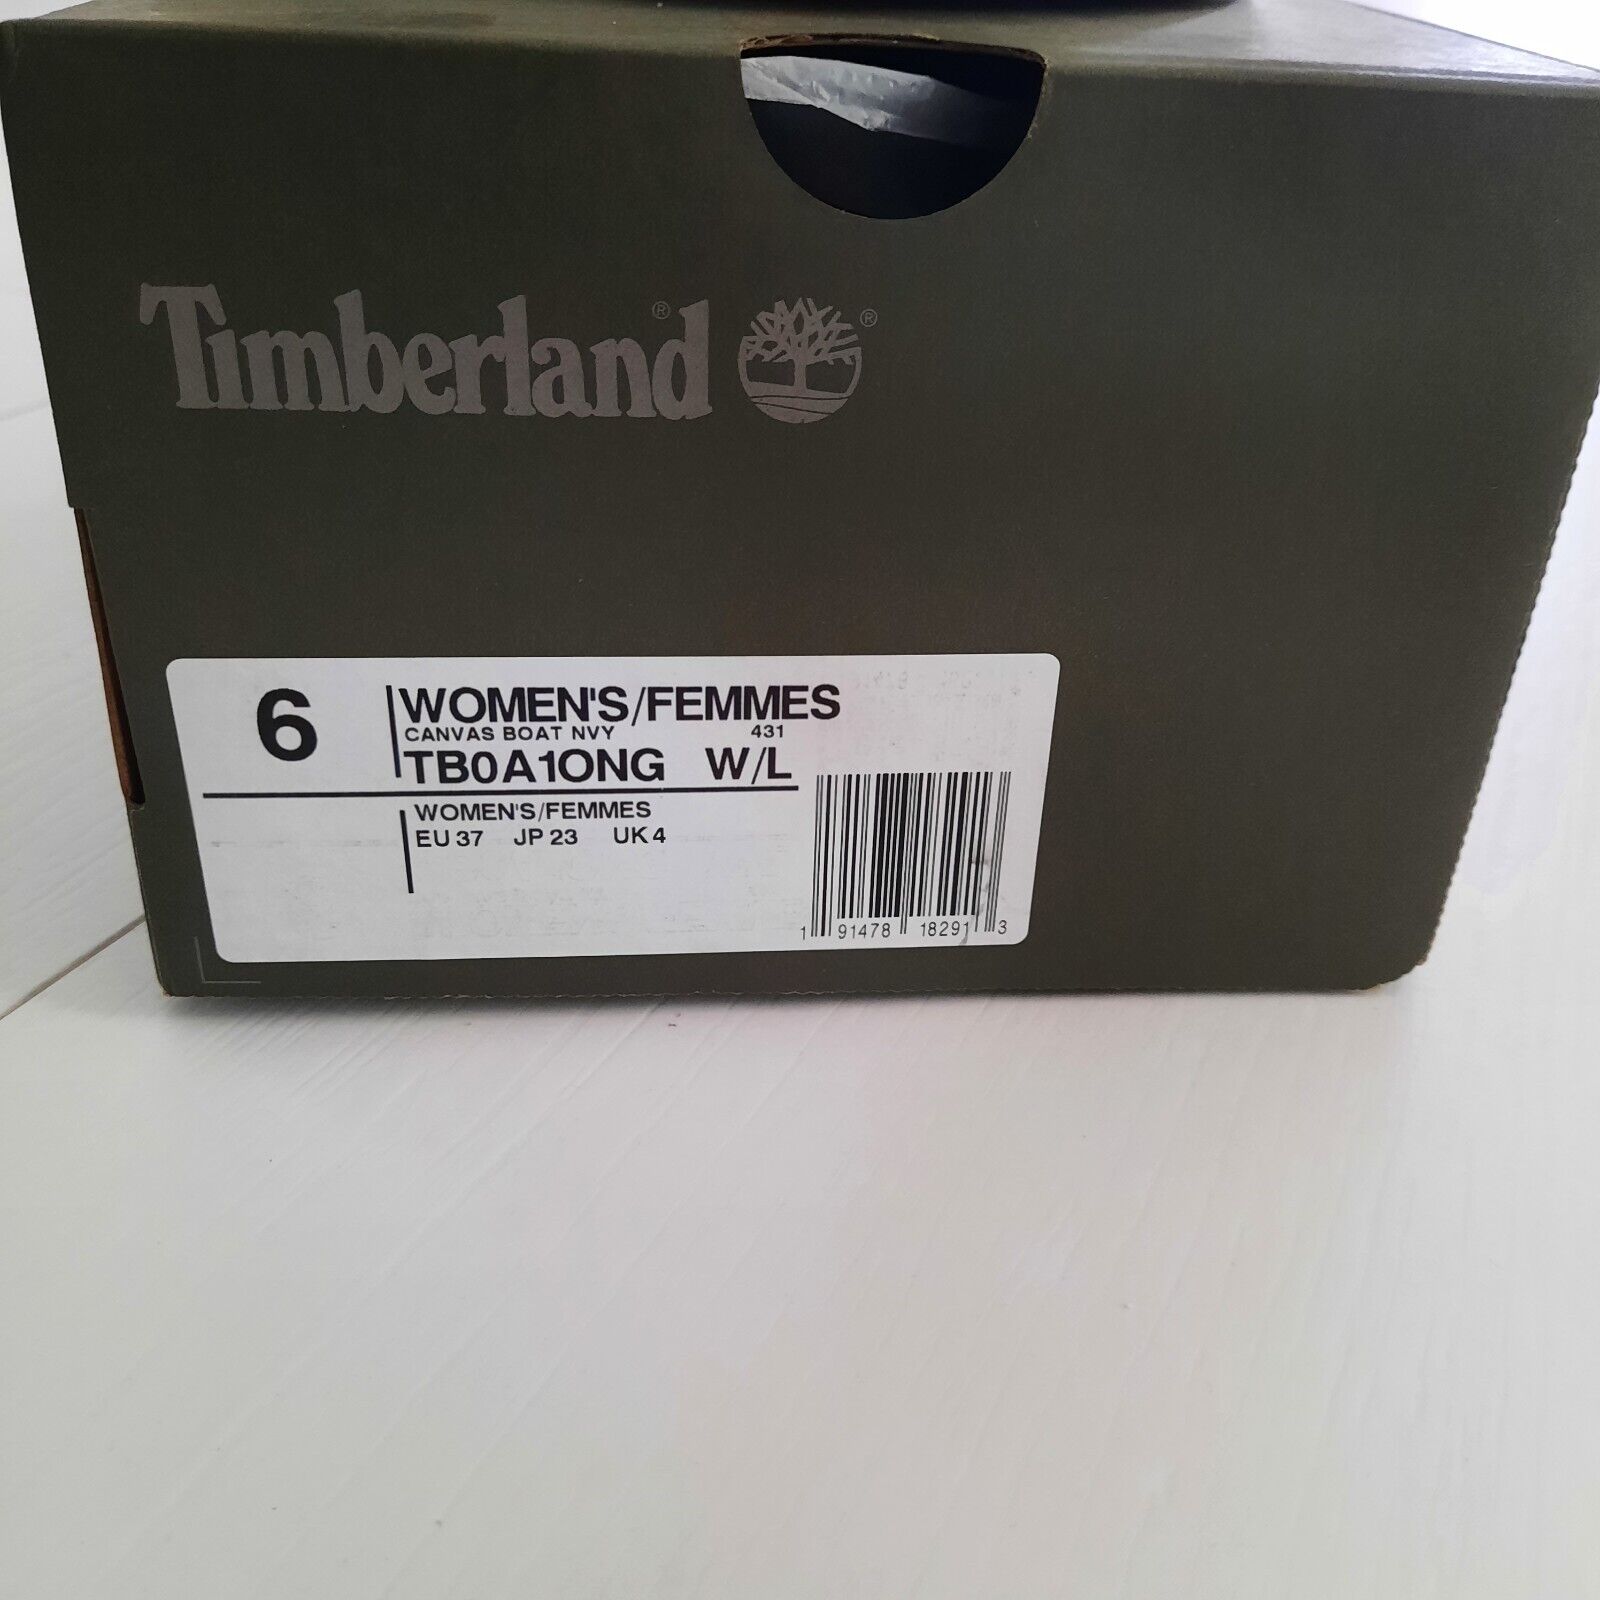 Timberland® ®
6
WOMEN'S/FEMMES
CANVAS BOAT NVY 431
TB0A1ONG W/L
WOMEN'S/FEMMES
EU 37 JP 23 UK 4
1 91478 18291 3